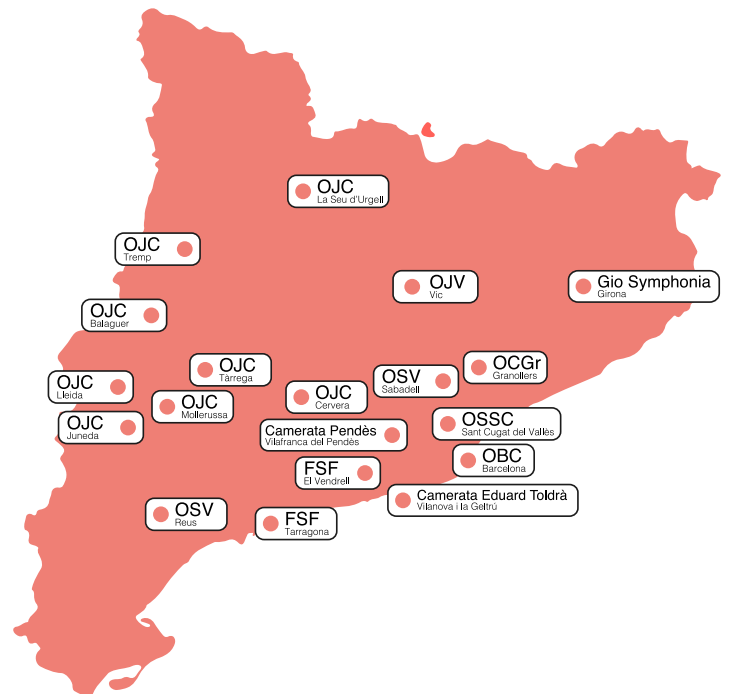 OJC
La Seu d'Urgell
OJC
Tremp
OJV
Vic
Gio Symphonia
Girona
OJC
Balaguer
OJC
Tàrrega
OCGr
Granollers
OSV
Sabadell
OJC
Lleida
OJC
Mollerussa
OJC
Cervera
OJC
Juneda
OSSC
Sant Cugat del Vallès
Camerata Pendès
Vilafranca del Pendès
OBC
Barcelona
FSF
El Vendrell
Camerata Eduard Toldrà
Vilanova i la Geltrú
OSV
Reus
FSF
Tarragona